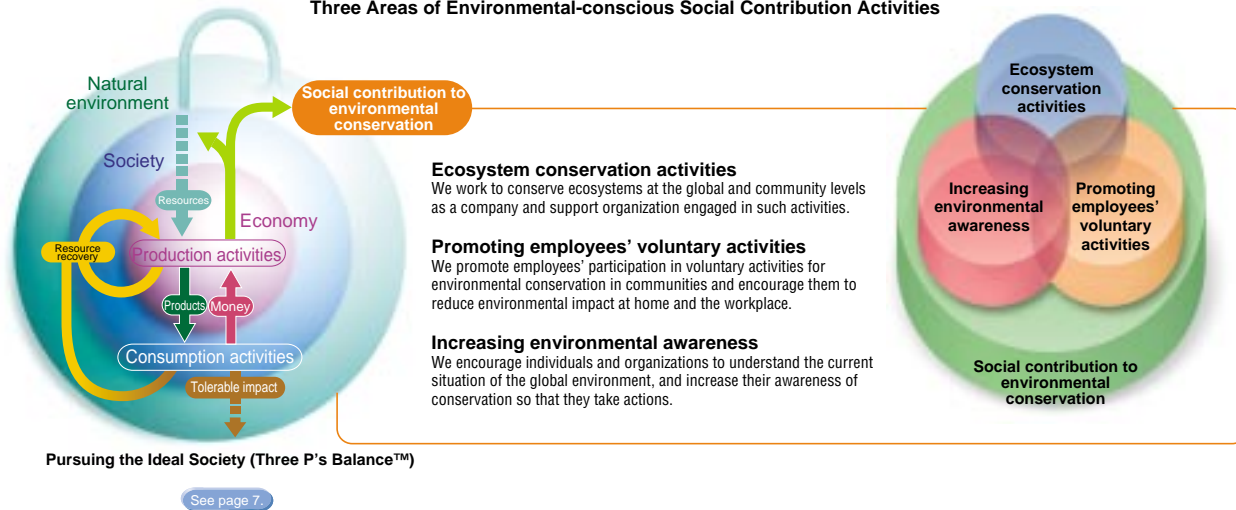 Three Areas of Environmental-conscious Social Contribution Activities
Natural
environment
Society
Resources
Economy
Resource
recovery
Production activities
Products
Money
Consumption activities
Tolerable impact
Social contribution to
environmental
conservation
Pursuing the Ideal Society (Three P's Balance™)
See page 7.
Ecosystem conservation activities
We work to conserve ecosystems at the global and community levels
as a company and support organization engaged in such activities.
Promoting employees' voluntary activities
We promote employees' participation in voluntary activities for
environmental conservation in communities and encourage them to
reduce environmental impact at home and the workplace.
Increasing environmental awareness
We encourage individuals and organizations to understand the current
situation of the global environment, and increase their awareness of
conservation so that they take actions.
Ecosystem
conservation
activities
Increasing
environmental
awareness
Promoting
employees'
voluntary
activities
Social contribution to
environmental
conservation